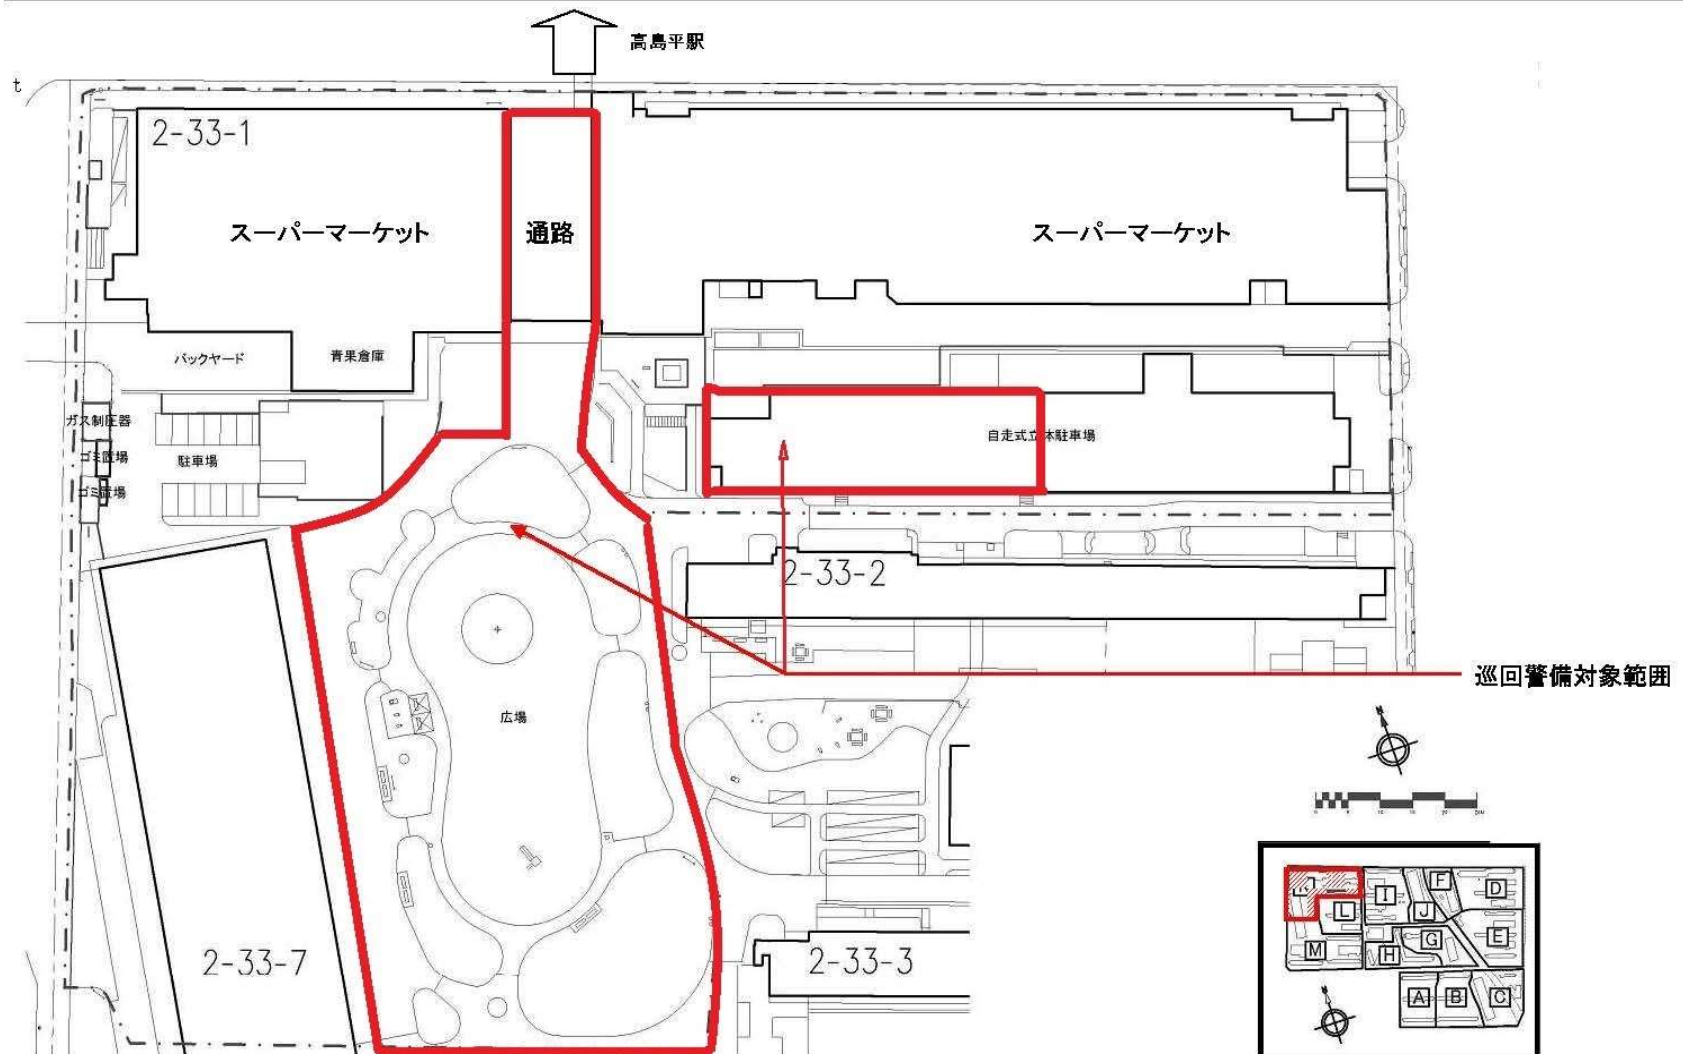 高島平駅
t
2-33-1
スーパーマーケット
通路
スーパーマーケット
バックヤード
青果倉庫
ガス制圧器
ゴミ置場
駐車場
ゴミ置場
自走式立体駐車場
2-33-2
巡回警備対象範囲
広場
N
2-33-7
2-33-3
F
D
I
L
J
G
E
M
H
A
B
C
N